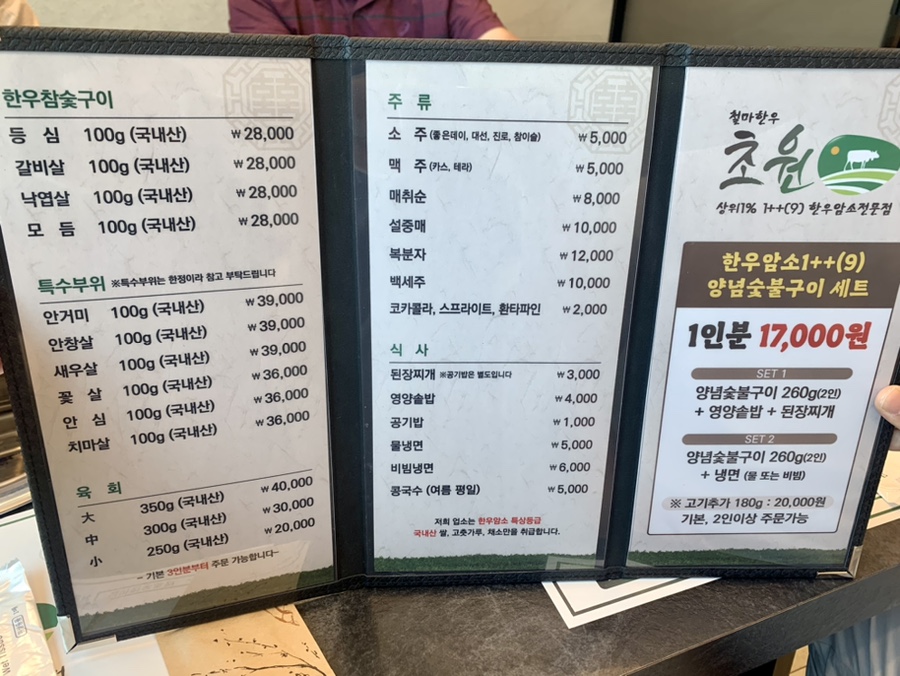 한우참숯구이
등 심 100g (국내산) ₩28,000
갈비살 100g (국내산) ₩28,000
낙엽살 100g (국내산) ₩28,000
모 듬 100g (국내산) ₩28,000
특수부위 ※특수부위는 한정이라 참고 부탁드립니다
안거미 100g (국내산) ₩39,000
안창살 100g (국내산) ₩39,000
새우살 100g (국내산) ₩39,000
꽃 살 100g (국내산) ₩36,000
안 심 100g (국내산) ₩36,000
치마살 100g (국내산) ₩36,000
육 회
大 350g (국내산) ₩40,000
中 300g (국내산) ₩30,000
小 250g (국내산) ₩20,000
- 기본 3인분부터 주문 가능합니다-
주 류
소 주 (좋은데이, 대선, 진로, 참이슬) ₩5,000
맥 주 (카스, 테라) ₩5,000
매취순 ₩8,000
설중매 ₩10,000
복분자 ₩12,000
백세주 ₩10,000
코카콜라, 스프라이트, 환타파인 ₩2,000
식 사
된장찌개 ※공기밥은 별도입니다 ₩3,000
영양솥밥 ₩4,000
공기밥 ₩1,000
물냉면 ₩5,000
비빔냉면 ₩6,000
콩국수 (여름 평일) ₩5,000
저희 업소는 한우암소 특상등급
국내산 쌀, 고춧가루, 채소만을 취급합니다.
철마한우
초원
상위1% 1++(9) 한우암소전문점
한우암소1++(9)
양념숯불구이 세트
1인분 17,000원
SET 1
양념숯불구이 260g(2인)
+ 영양솥밥 + 된장찌개
SET 2
양념숯불구이 260g(2인)
+ 냉면 (물 또는 비빔)
※ 고기추가 180g : 20,000원
기본, 2인이상 주문가능